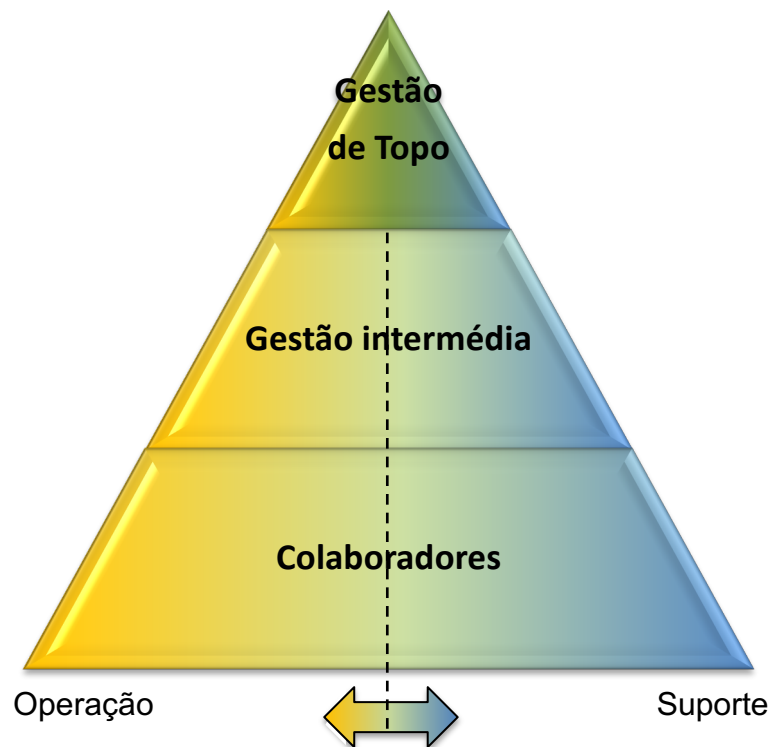 Gestão
de Topo
Gestão intermédia
Colaboradores
Operação
Suporte